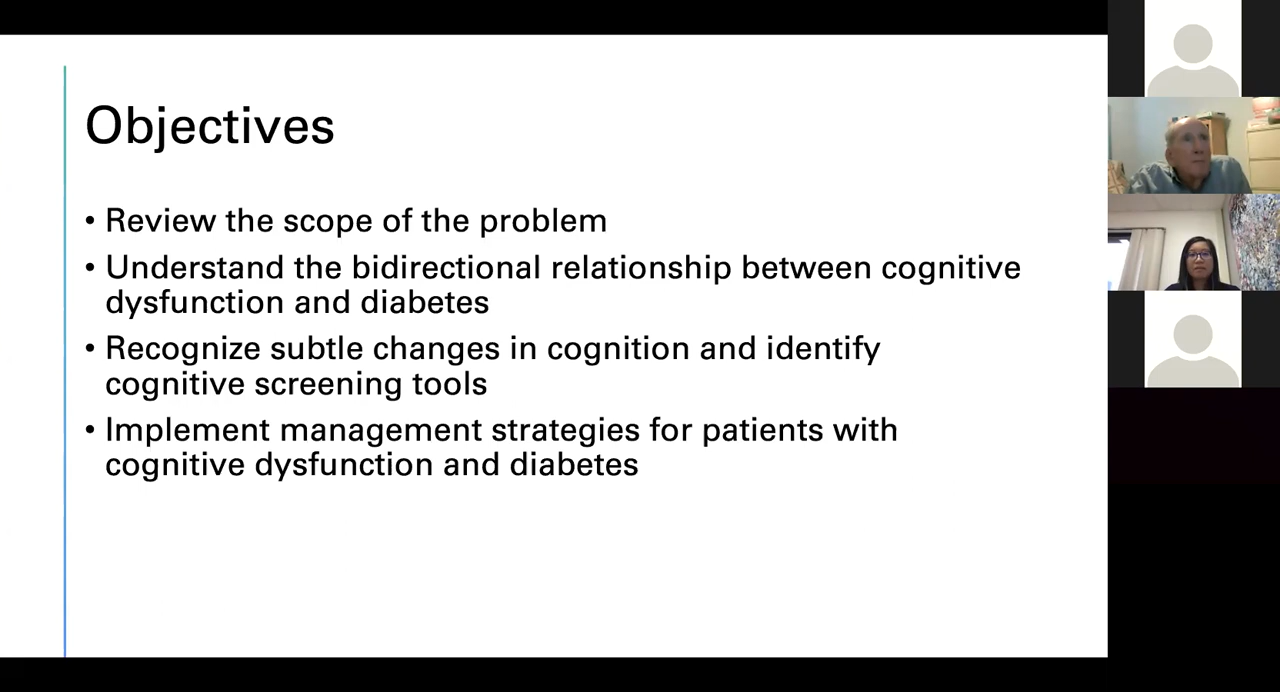 Objectives
• Review the scope of the problem
• Understand the bidirectional relationship between cognitive
dysfunction and diabetes
• Recognize subtle changes in cognition and identify
cognitive screening tools
• Implement management strategies for patients with
cognitive dysfunction and diabetes